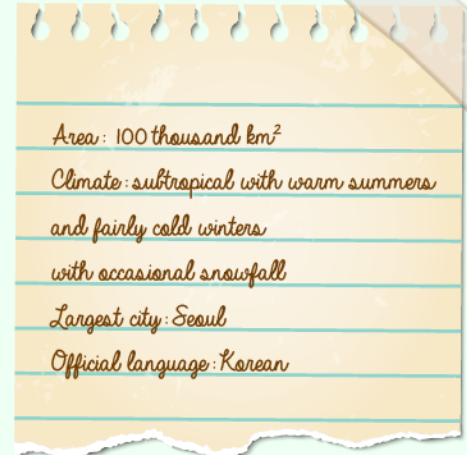 Area: 100 thousand km²
Climate: subtropical with warm summers
and fairly cold winters
with occasional snowfall
Largest city: Seoul
Official language: Korean